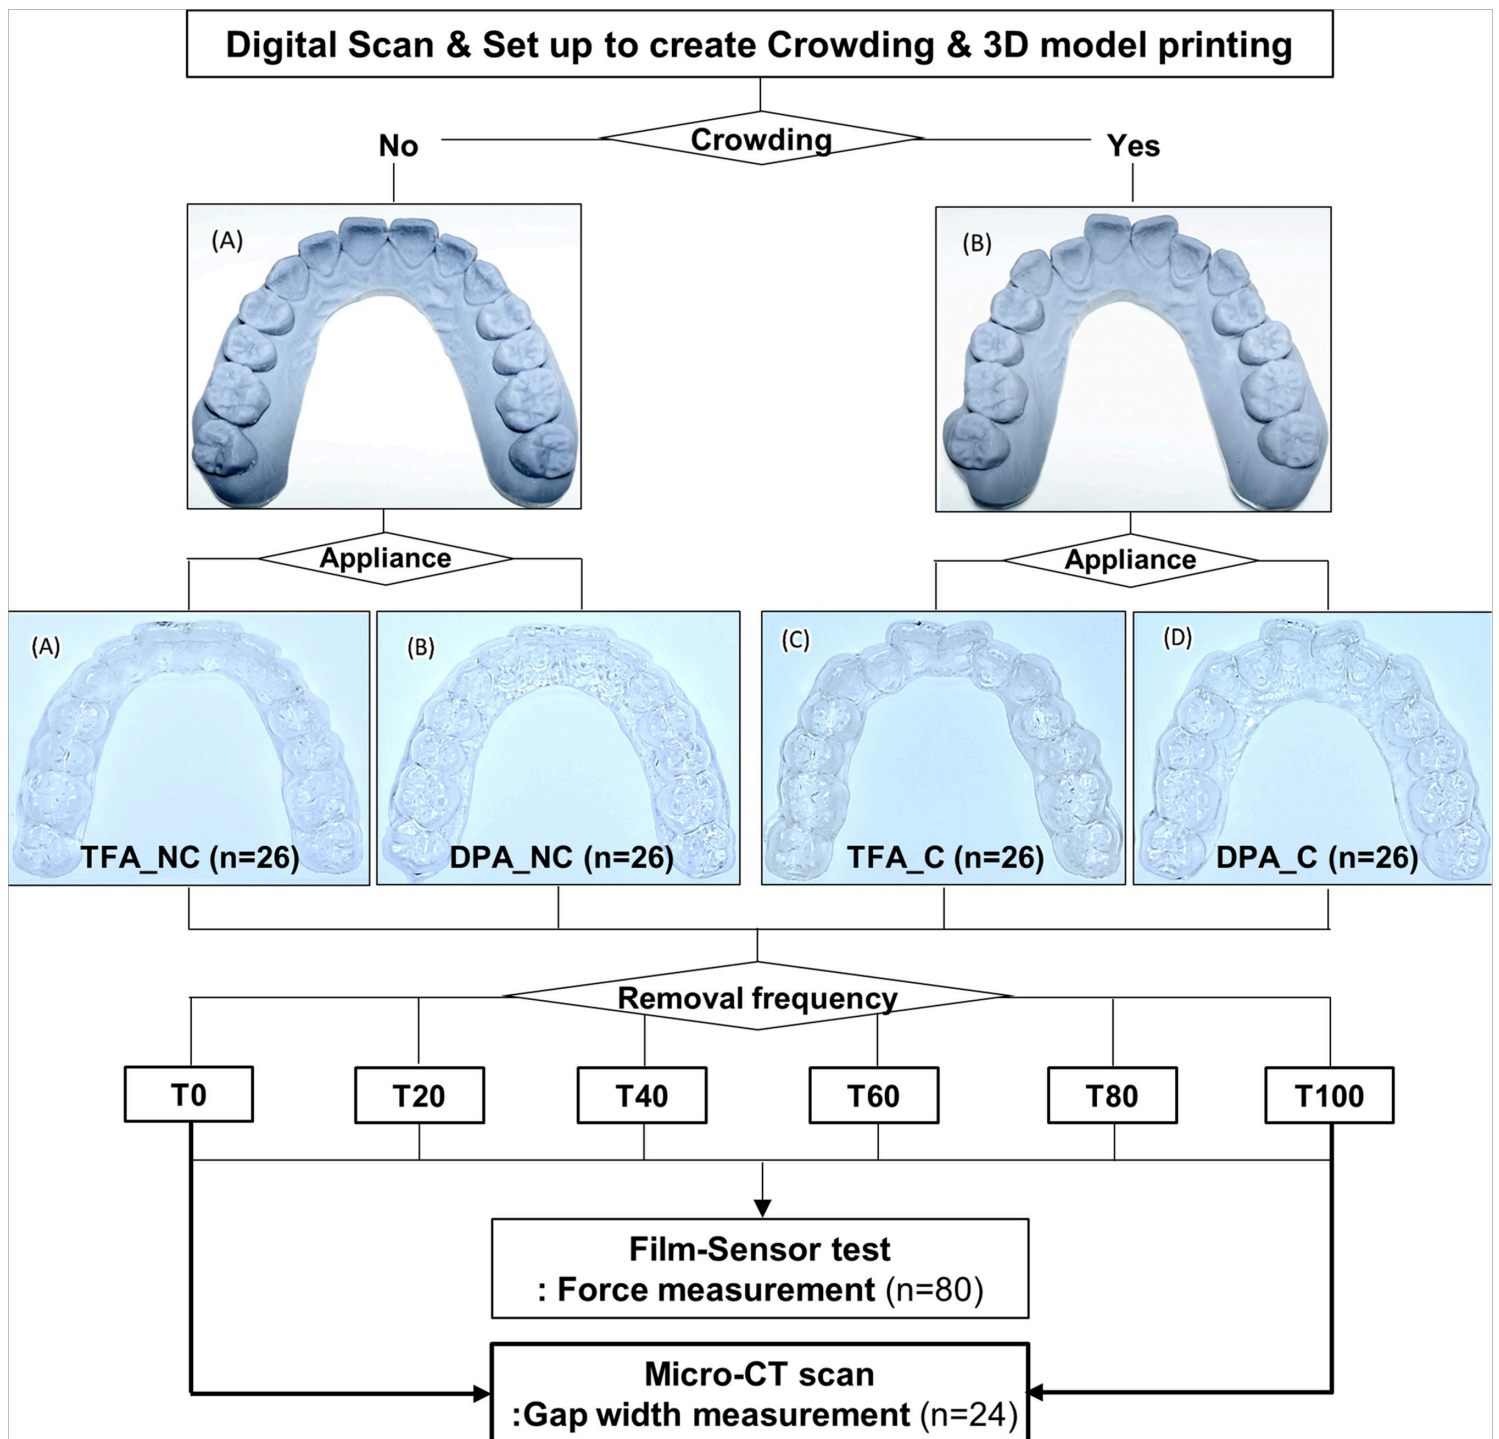 Digital Scan & Set up to create Crowding & 3D model printing
Crowding
No
Yes
(A)
(B)
Appliance
Appliance
(A)
(B)
(C)
(D)
TFA_NC (n=26)
DPA_NC (n=26)
TFA_C (n=26)
DPA_C (n=26)
Removal frequency
T0
T20
T40
T60
T80
T100
Film-Sensor test
: Force measurement (n=80)
Micro-CT scan
:Gap width measurement (n=24)